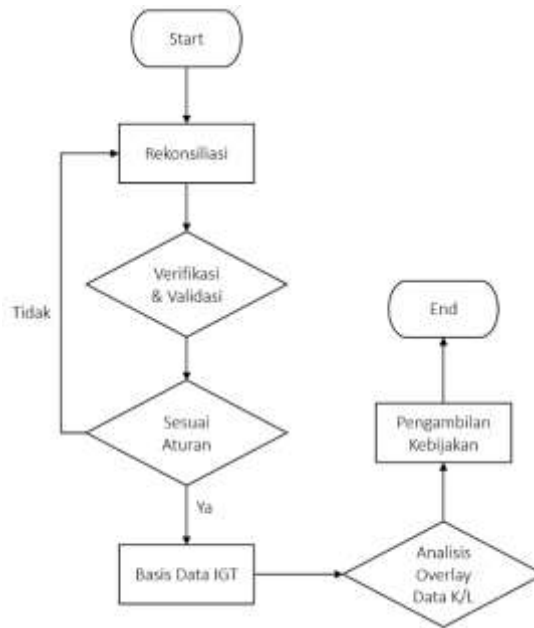 Start
Rekonsiliasi
Verifikasi
& Validasi
Tidak
Sesuai
Aturan
Ya
Basis Data IGT
Analisis
Overlay
Data K/L
Pengambilan
Kebijakan
End